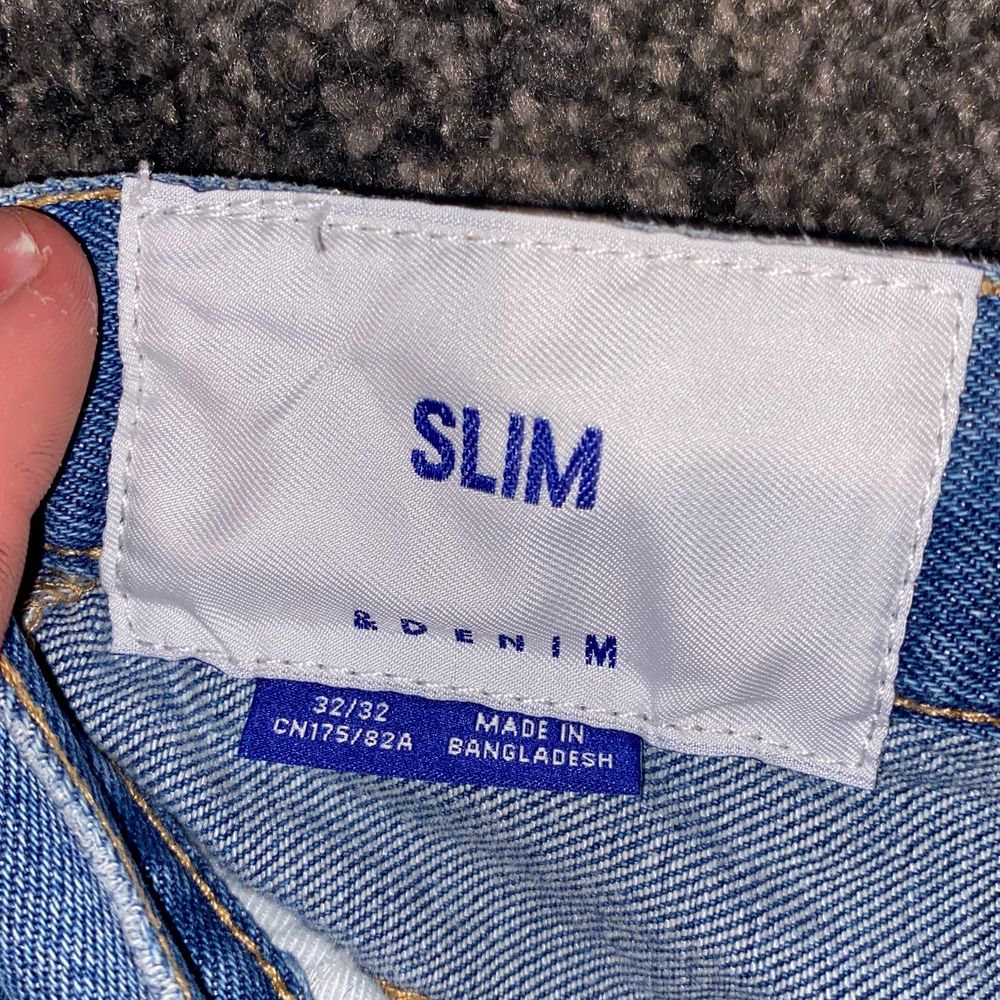 SLIM
& DENIM
32/32
CN175/82A
MADE IN
BANGLADESH